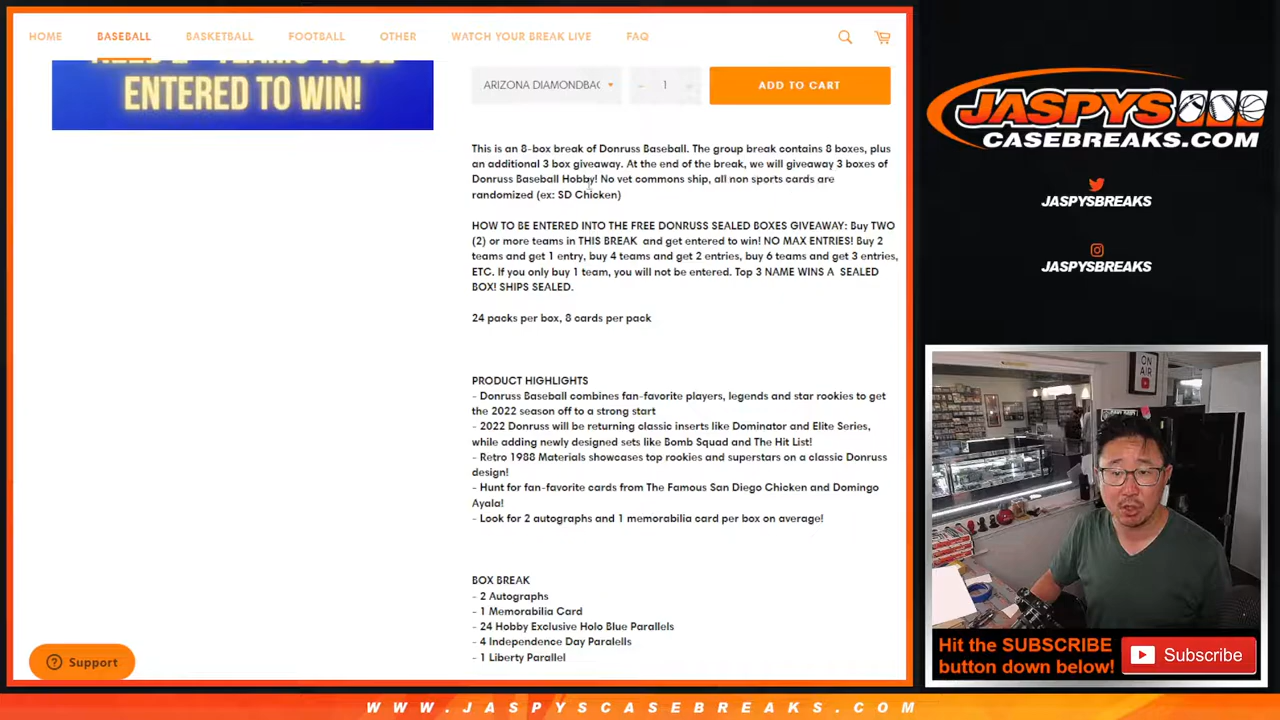 HOME BASEBALL BASKETBALL FOOTBALL OTHER WATCH YOUR BREAK LIVE FAQ
ENTERED TO WIN!
ARIZONA DIAMONDBAC
1
ADD TO CART
This is an 8-box break of Donruss Baseball. The group break contains 8 boxes, plus
an additional 3 box giveaway. At the end of the break, we will giveaway 3 boxes of
Donruss Baseball Hobby! No vet commons ship, all non sports cards are
randomized (ex: SD Chicken)
HOW TO BE ENTERED INTO THE FREE DONRUSS SEALED BOXES GIVEAWAY: Buy TWO
(2) or more teams in THIS BREAK and get entered to win! NO MAX ENTRIES! Buy 2
teams and get 1 entry, buy 4 teams and get 2 entries, buy 6 teams and get 3 entries,
ETC. If you only buy 1 team, you will not be entered. Top 3 NAME WINS A SEALED
BOX! SHIPS SEALED.
24 packs per box, 8 cards per pack
PRODUCT HIGHLIGHTS
- Donruss Baseball combines fan-favorite players, legends and star rookies to get
the 2022 season off to a strong start
- 2022 Donruss will be returning classic inserts like Dominator and Elite Series,
while adding newly designed sets like Bomb Squad and The Hit List!
- Retro 1988 Materials showcases top rookies and superstars on a classic Donruss
design!
- Hunt for fan-favorite cards from The Famous San Diego Chicken and Domingo
Ayala!
- Look for 2 autographs and 1 memorabilia card per box on average!
BOX BREAK
- 2 Autographs
- 1 Memorabilia Card
- 24 Hobby Exclusive Holo Blue Parallels
- 4 Independence Day Paralells
- 1 Liberty Parallel
Support
JASPYS
CASEBREAKS.COM
JASPYSBREAKS
JASPYSBREAKS
ON
AIR
Hit the SUBSCRIBE
button down below!
Subscribe
WWW.JASPYSCASEBREAKS.COM